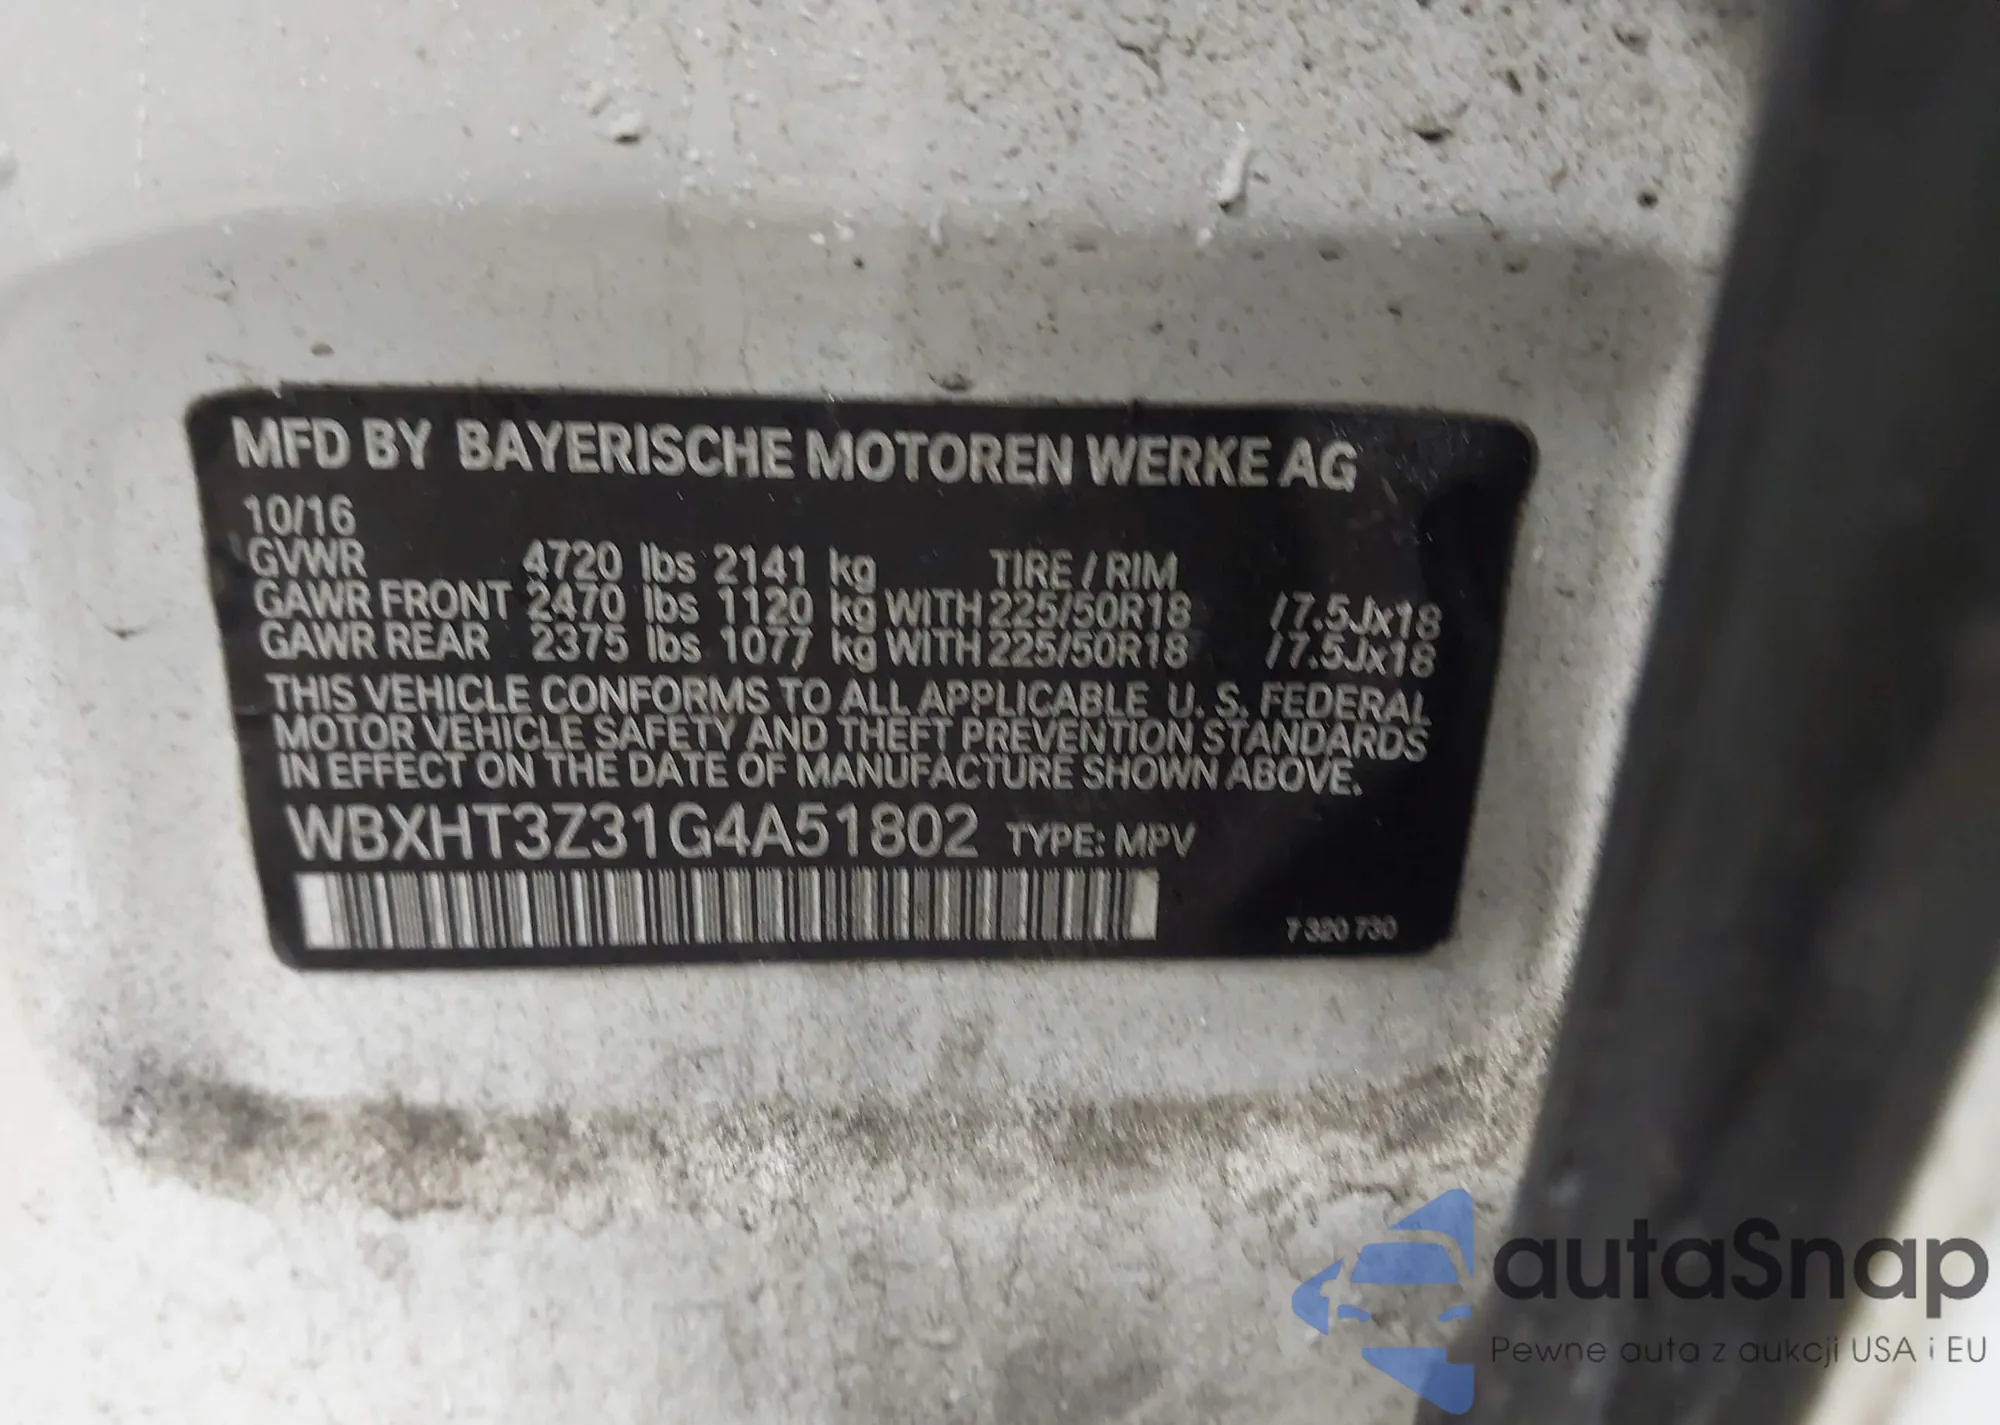 MFD BY BAYERISCHE MOTOREN WERKE AG
10/16
GVWR 4720 lbs 2141 kg TIRE / RIM
GAWR FRONT 2470 lbs 1120 kg WITH 225/50R18 /7.5Jx18
GAWR REAR 2375 lbs 1077 kg WITH 225/50R18 /7.5Jx18
THIS VEHICLE CONFORMS TO ALL APPLICABLE U. S. FEDERAL
MOTOR VEHICLE SAFETY AND THEFT PREVENTION STANDARDS
IN EFFECT ON THE DATE OF MANUFACTURE SHOWN ABOVE.
WBXHT3Z31G4A51802 TYPE: MPV
7 320 730
autaSnap
Pewne auta z aukcji USA i EU